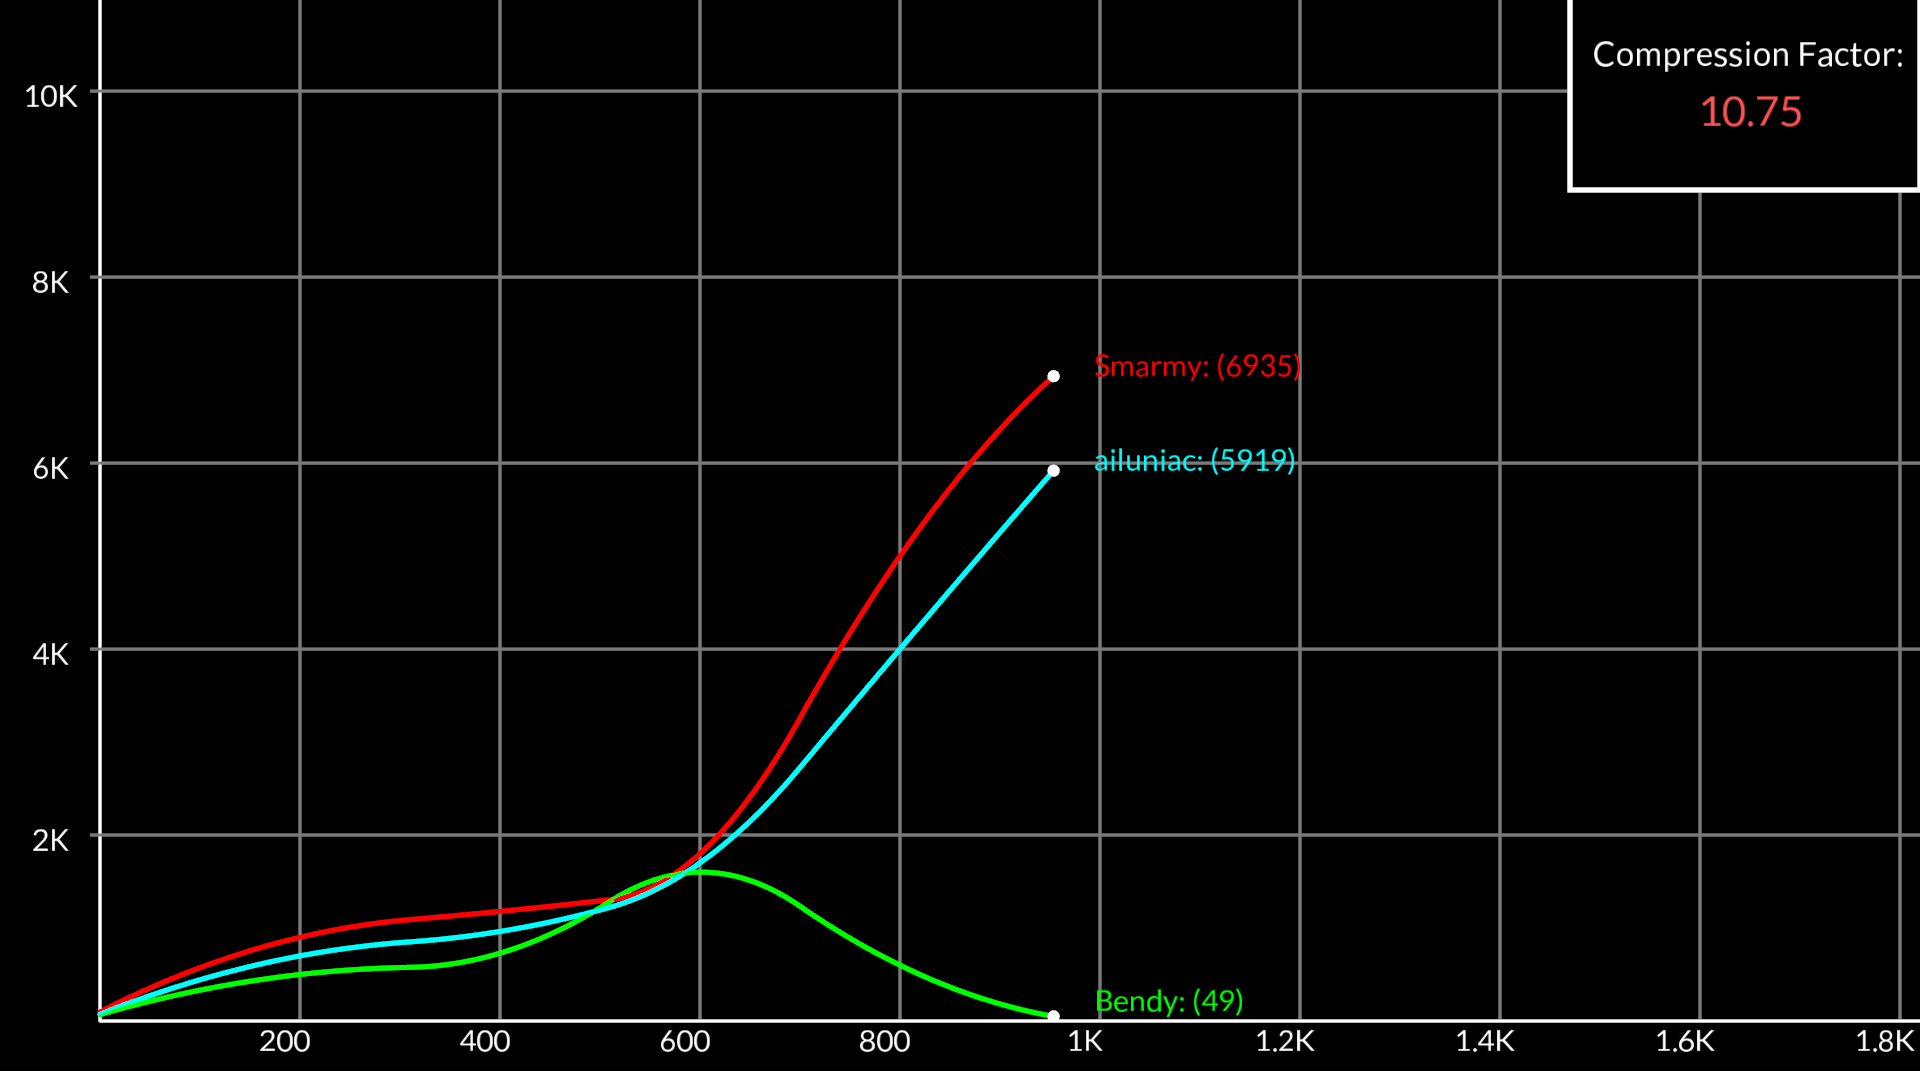 Compression Factor:
10.75
10K
8K
6K
4K
2K
Smarmy: (6935)
ailuniac: (5919)
Bendy: (49)
200 400 600 800 1K 1.2K 1.4K 1.6K 1.8K